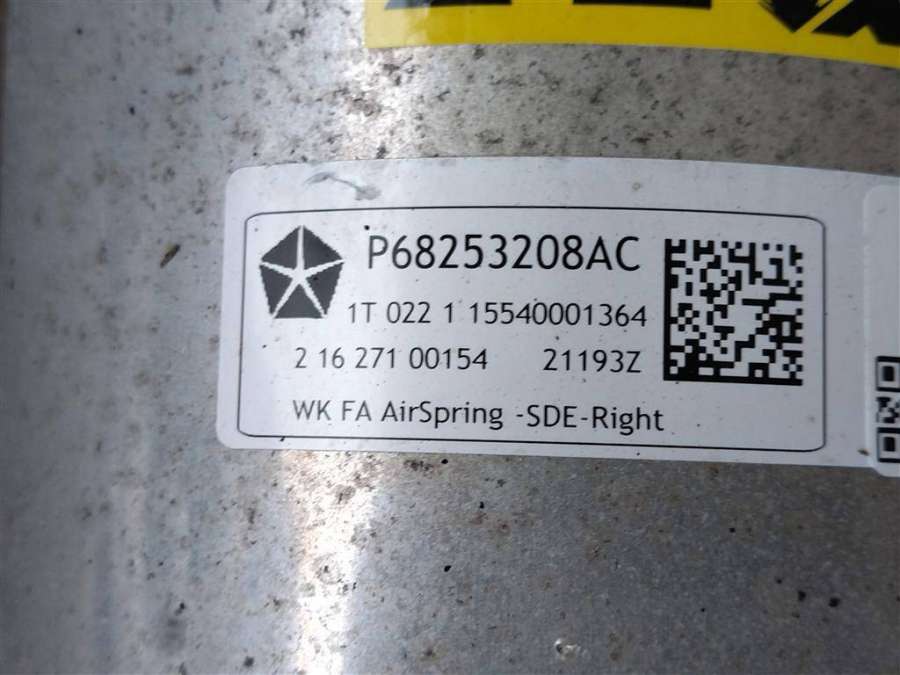 P68253208AC
1T 022 1 15540001364
2 16 271 00154 21193Z
WK FA AirSpring -SDE-Right